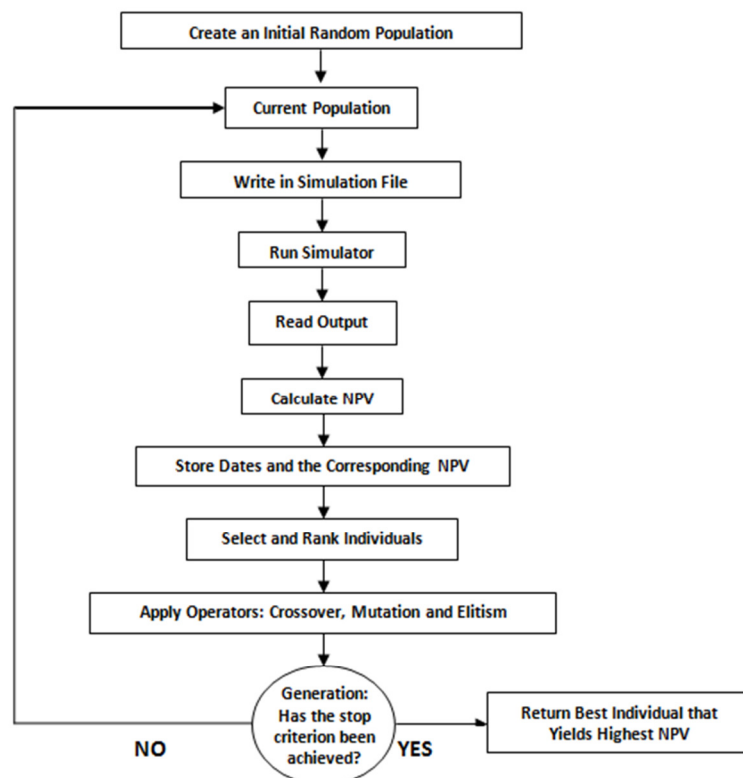 Create an Initial Random Population
Current Population
Write in Simulation File
Run Simulator
Read Output
Calculate NPV
Store Dates and the Corresponding NPV
Select and Rank Individuals
Apply Operators: Crossover, Mutation and Elitism
Generation:
Has the stop
criterion been
achieved?
NO
YES
Return Best Individual that
Yields Highest NPV